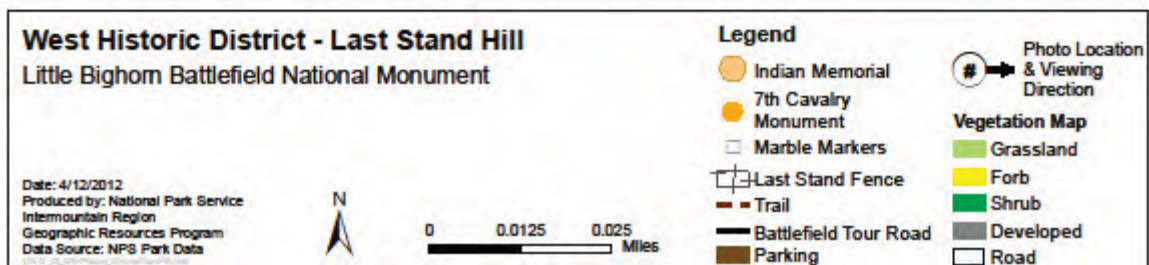 West Historic District - Last Stand Hill
Little Bighorn Battlefield National Monument
Date: 4/12/2012
Produced by: National Park Service
Intermountain Region
Geographic Resources Program
Data Source: NPS Park Data
N
0 0.0125 0.025
Miles
Legend
Indian Memorial
7th Cavalry
Monument
Marble Markers
Last Stand Fence
Trail
Battlefield Tour Road
Parking
#
Photo Location
& Viewing
Direction
Vegetation Map
Grassland
Forb
Shrub
Developed
Road